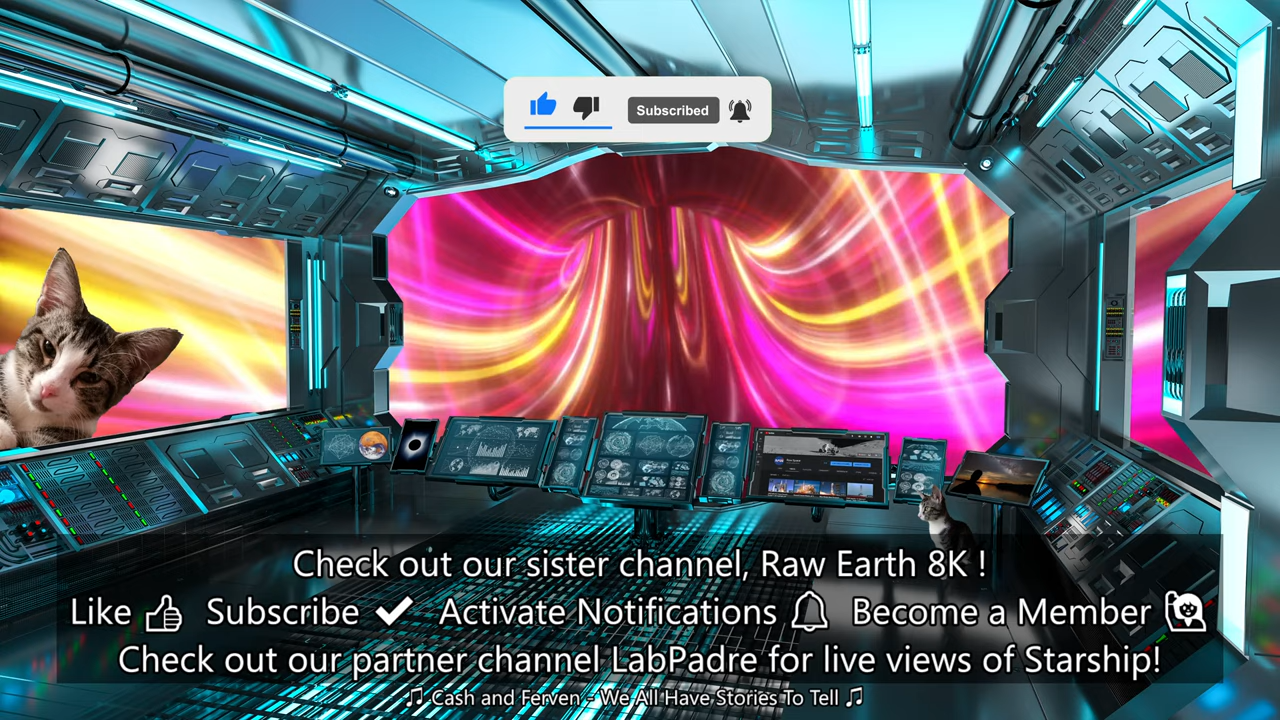 Subscribed
Check out our sister channel, Raw Earth 8K !
Like Subscribe Activate Notifications Become a Member
Check out our partner channel LabPadre for live views of Starship!
♫ Cash and Ferven - We All Have Stories To Tell ♫